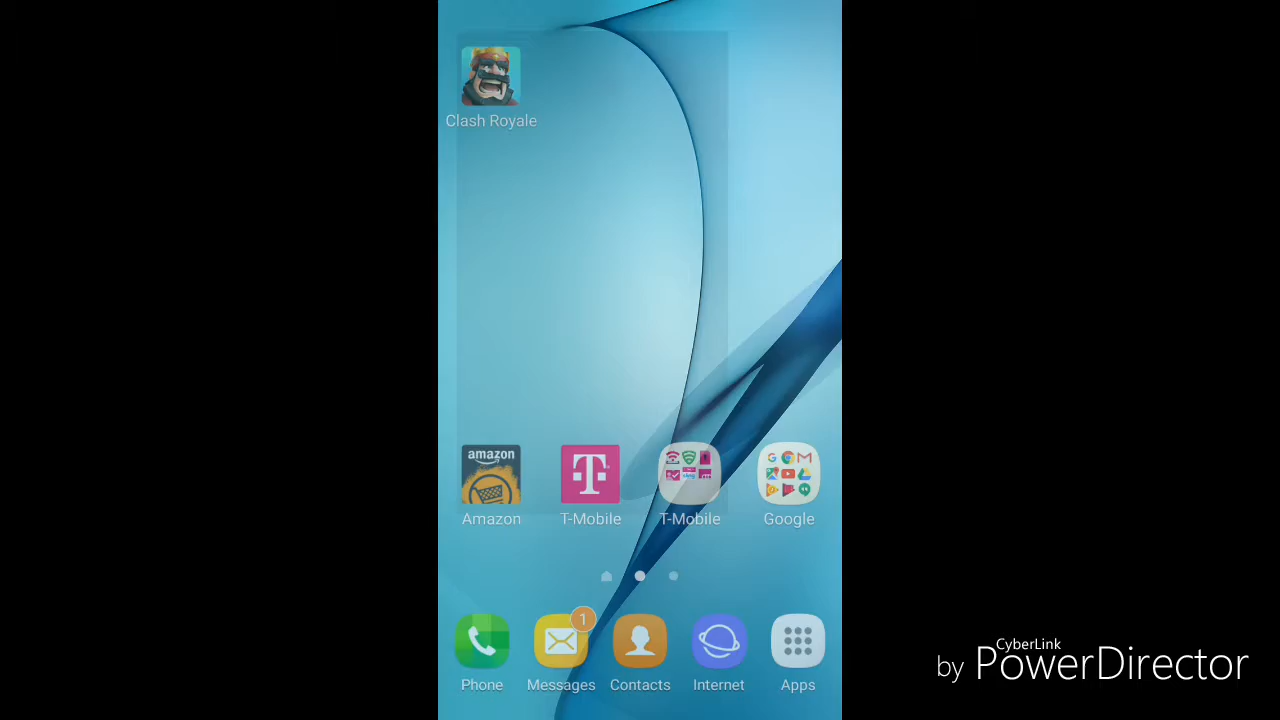 Clash Royale
amazon
Amazon
T-Mobile
T-Mobile
Google
1
Phone
Messages
Contacts
Internet
Apps
CyberLink
by PowerDirector